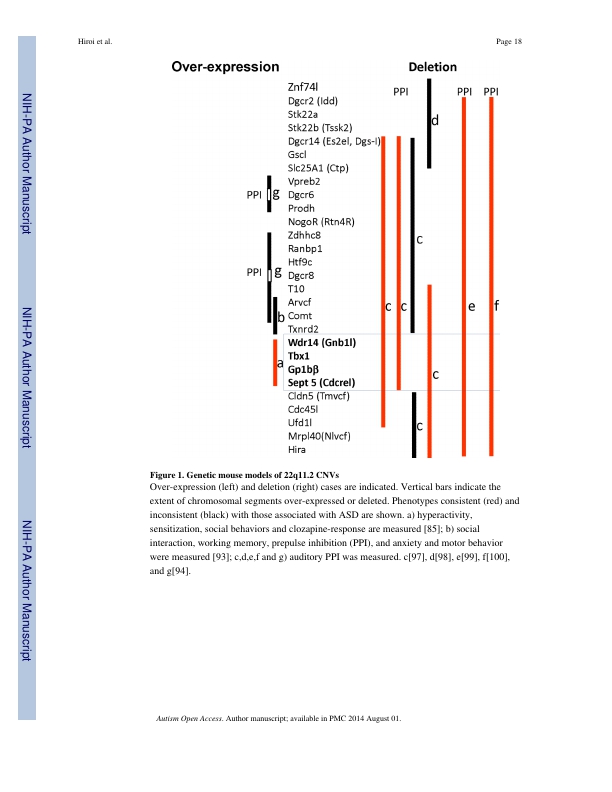 Hiroi et al.
Page 18
NIH-PA Author Manuscript
NIH-PA Author Manuscript
NIH-PA Author Manuscript
Over-expression
Deletion
Znf74l
PPI
PPI
PPI
Dgcr2 (Idd)
Stk22a
Stk22b (Tssk2)
d
Dgcr14 (Es2el, Dgs-I)
Gscl
Slc25A1 (Ctp)
Vpreb2
PPI
g
Dgcr6
Prodh
NogoR (Rtn4R)
Zdhhc8
c
Ranbp1
Htf9c
PPI
g
Dgcr8
T10
Arvcf
c
c
e
f
b
Comt
Txnrd2
Wdr14 (Gnb1l)
Tbx1
a
Gp1bβ
c
Sept 5 (Cdcrel)
Cldn5 (Tmvcf)
Cdc45l
Ufd1l
c
Mrpl40(Nlvcf)
Hira
Figure 1. Genetic mouse models of 22q11.2 CNVs
Over-expression (left) and deletion (right) cases are indicated. Vertical bars indicate the
extent of chromosomal segments over-expressed or deleted. Phenotypes consistent (red) and
inconsistent (black) with those associated with ASD are shown. a) hyperactivity,
sensitization, social behaviors and clozapine-response are measured [85]; b) social
interaction, working memory, prepulse inhibition (PPI), and anxiety and motor behavior
were measured [93]; c,d,e,f and g) auditory PPI was measured. c[97], d[98], e[99], f[100],
and g[94].
Autism Open Access. Author manuscript; available in PMC 2014 August 01.